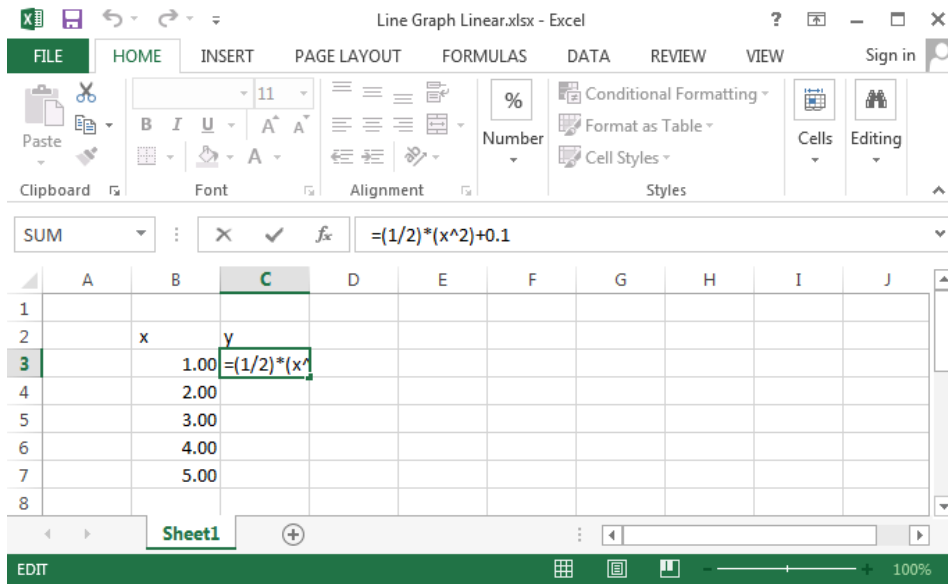 Line Graph Linear.xlsx - Excel ?
FILE HOME INSERT PAGE LAYOUT FORMULAS DATA REVIEW VIEW Sign in
Paste
11
B I U A A
A
%
Number
Conditional Formatting
Format as Table
Cell Styles
Cells
Editing
Clipboard Font Alignment Styles
SUM fx =(1/2)*(x^2)+0.1
A B C D E F G H I J
1
2 x y
3 1.00 =(1/2)*(x^
4 2.00
5 3.00
6 4.00
7 5.00
8
Sheet1
EDIT 100%